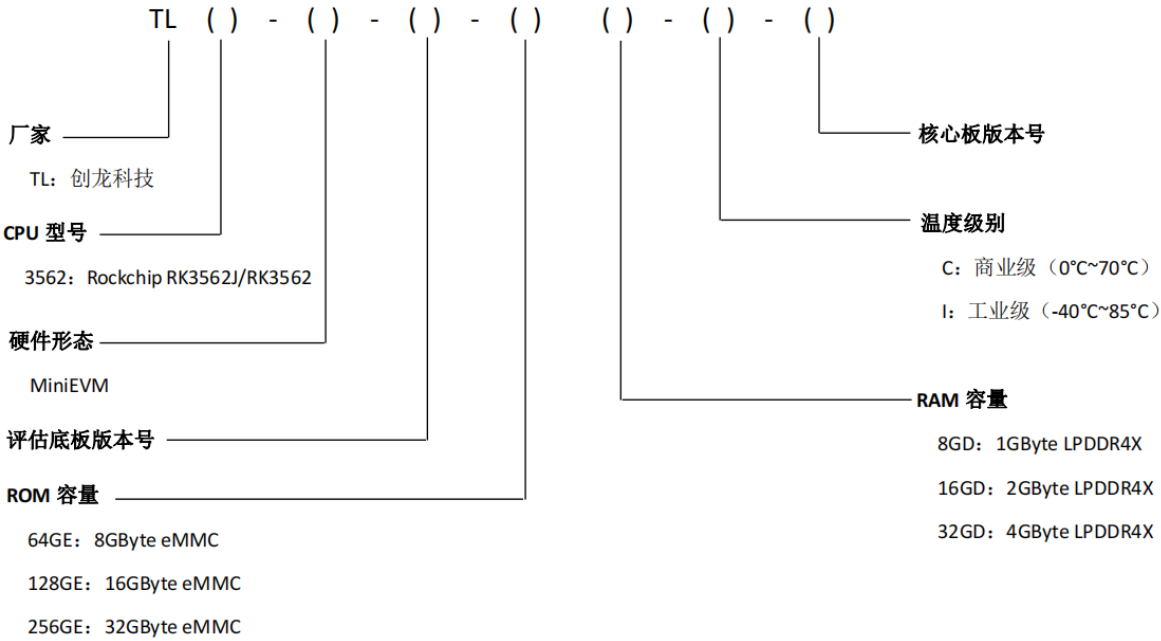 TL ( ) - ( ) - ( ) - ( ) ( ) - ( ) - ( )
厂家
TL：创龙科技
CPU 型号
3562：Rockchip RK3562J/RK3562
硬件形态
MiniEVM
评估底板版本号
ROM 容量
64GE：8GByte eMMC
128GE：16GByte eMMC
256GE：32GByte eMMC
核心板版本号
温度级别
C：商业级（0℃~70℃）
I：工业级（-40℃~85℃）
RAM 容量
8GD：1GByte LPDDR4X
16GD：2GByte LPDDR4X
32GD：4GByte LPDDR4X